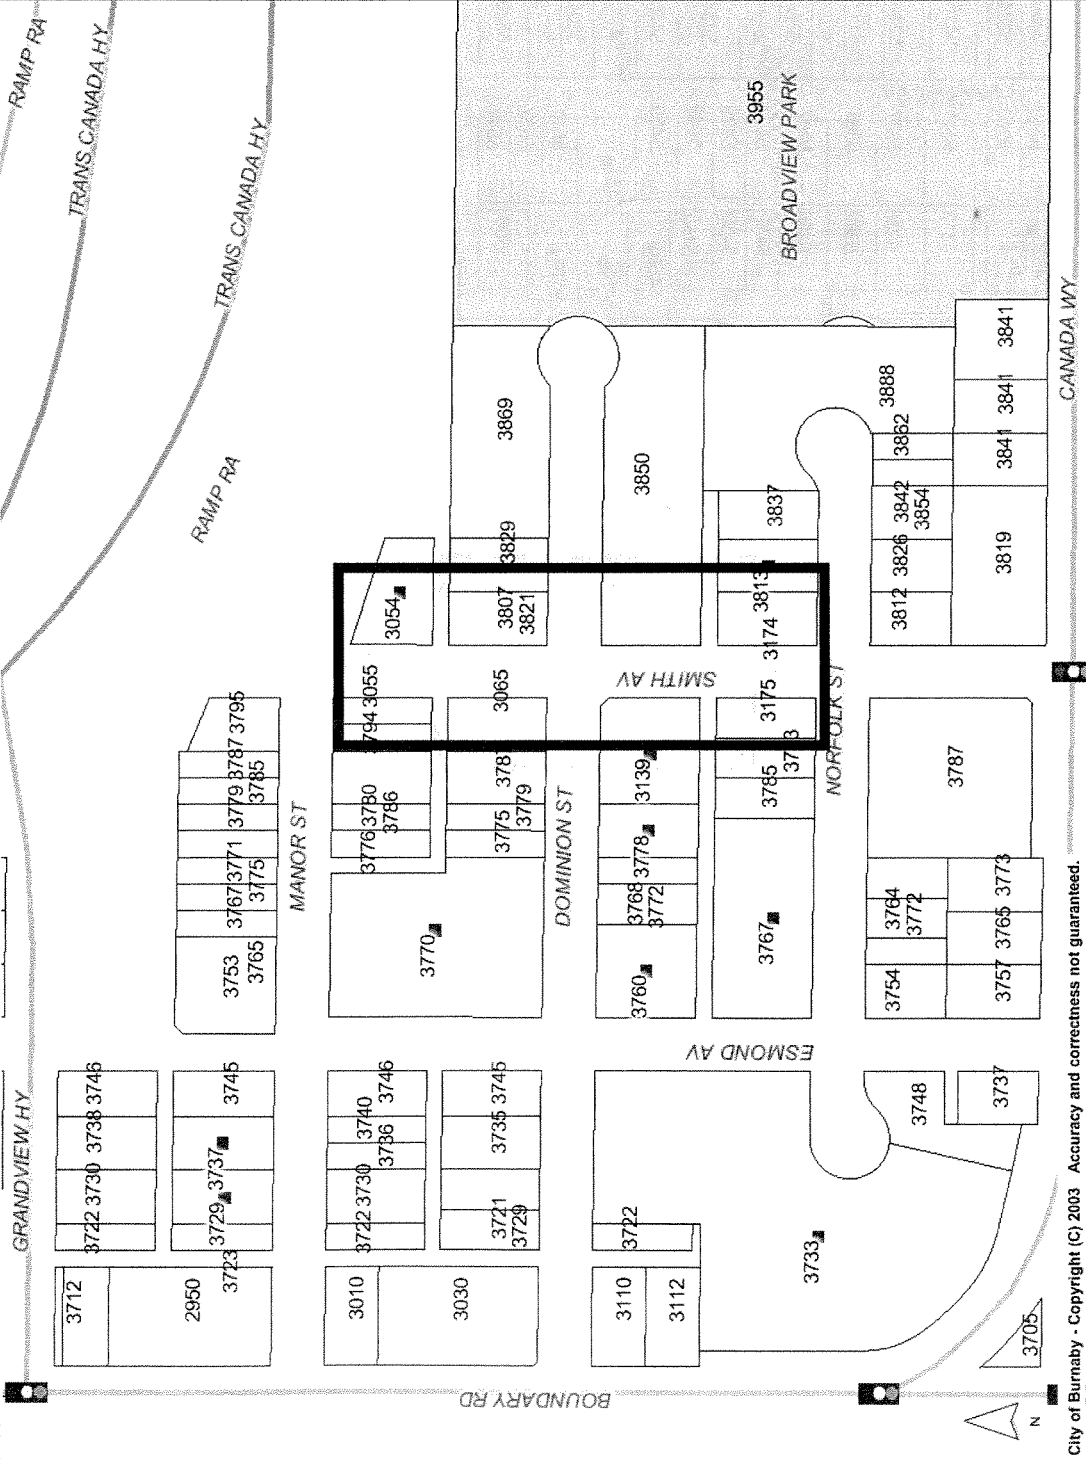 GRANDVIEW HY
RAMP RA
TRANS CANADA HY
TRANS CANADA HY
RAMP RA
3712
3722 3730 3738 3746
2950
3723
3729 3737 3745
3753
3765
3767 3771 3779 3787 3795
3775 3785
MANOR ST
3010
3722 3730 3740
3736 3746
3776 3780
3786
3794 3055
3054
3770
3030
3721 3735 3745
3729
3775
3779
3065
3807 3829
3821
3869
BOUNDARY RD
DOMINION ST
3110
3112
3722
3760
3768 3778 3139
3772
SMITH AV
3850
ESMOND AV
3767
3785
3175
3174 3813 3837
3955
BROADVIEW PARK
3733
NORFOLK ST
3748
3737
3754
3764
3772
3787
3812 3826 3842 3862 3888
3854
3757 3765 3773
3819 3841 3841 3841
3705
CANADA WY
N
City of Burnaby - Copyright (C) 2003 Accuracy and correctness not guaranteed.